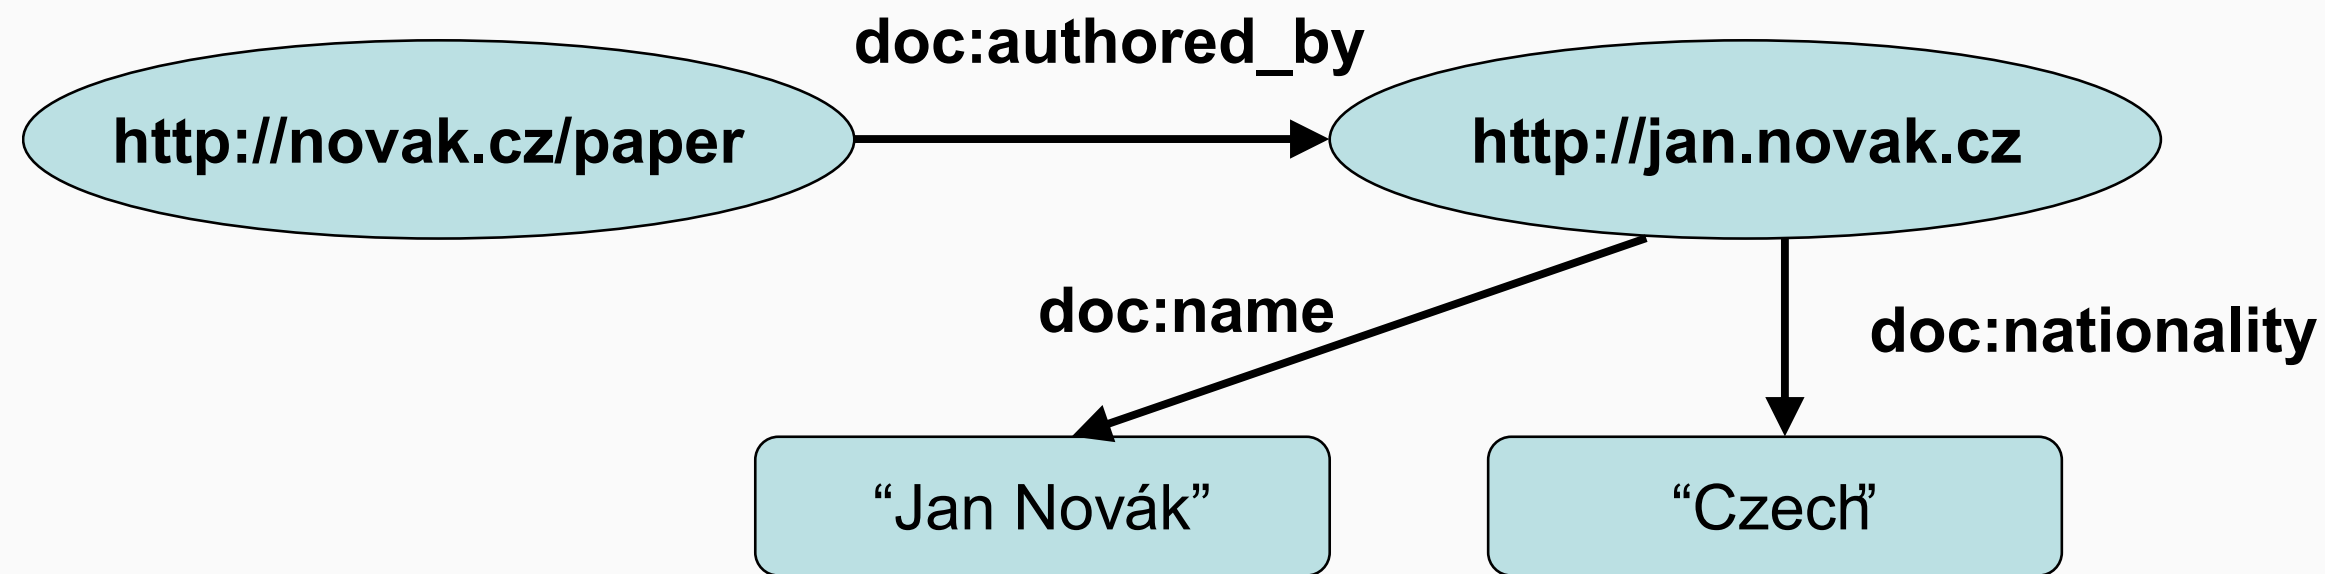 doc:authored_by
http://novak.cz/paper
http://jan.novak.cz
doc:name
doc:nationality
“Jan Novák”
“Czech”